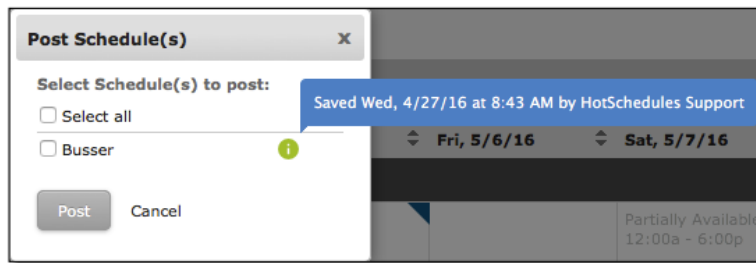 Post Schedule(s) x
Select Schedule(s) to post:
Saved Wed, 4/27/16 at 8:43 AM by HotSchedules Support
Select all
Fri, 5/6/16 Sat, 5/7/16
Busser i
Post Cancel
Partially Available
12:00a - 6:00p